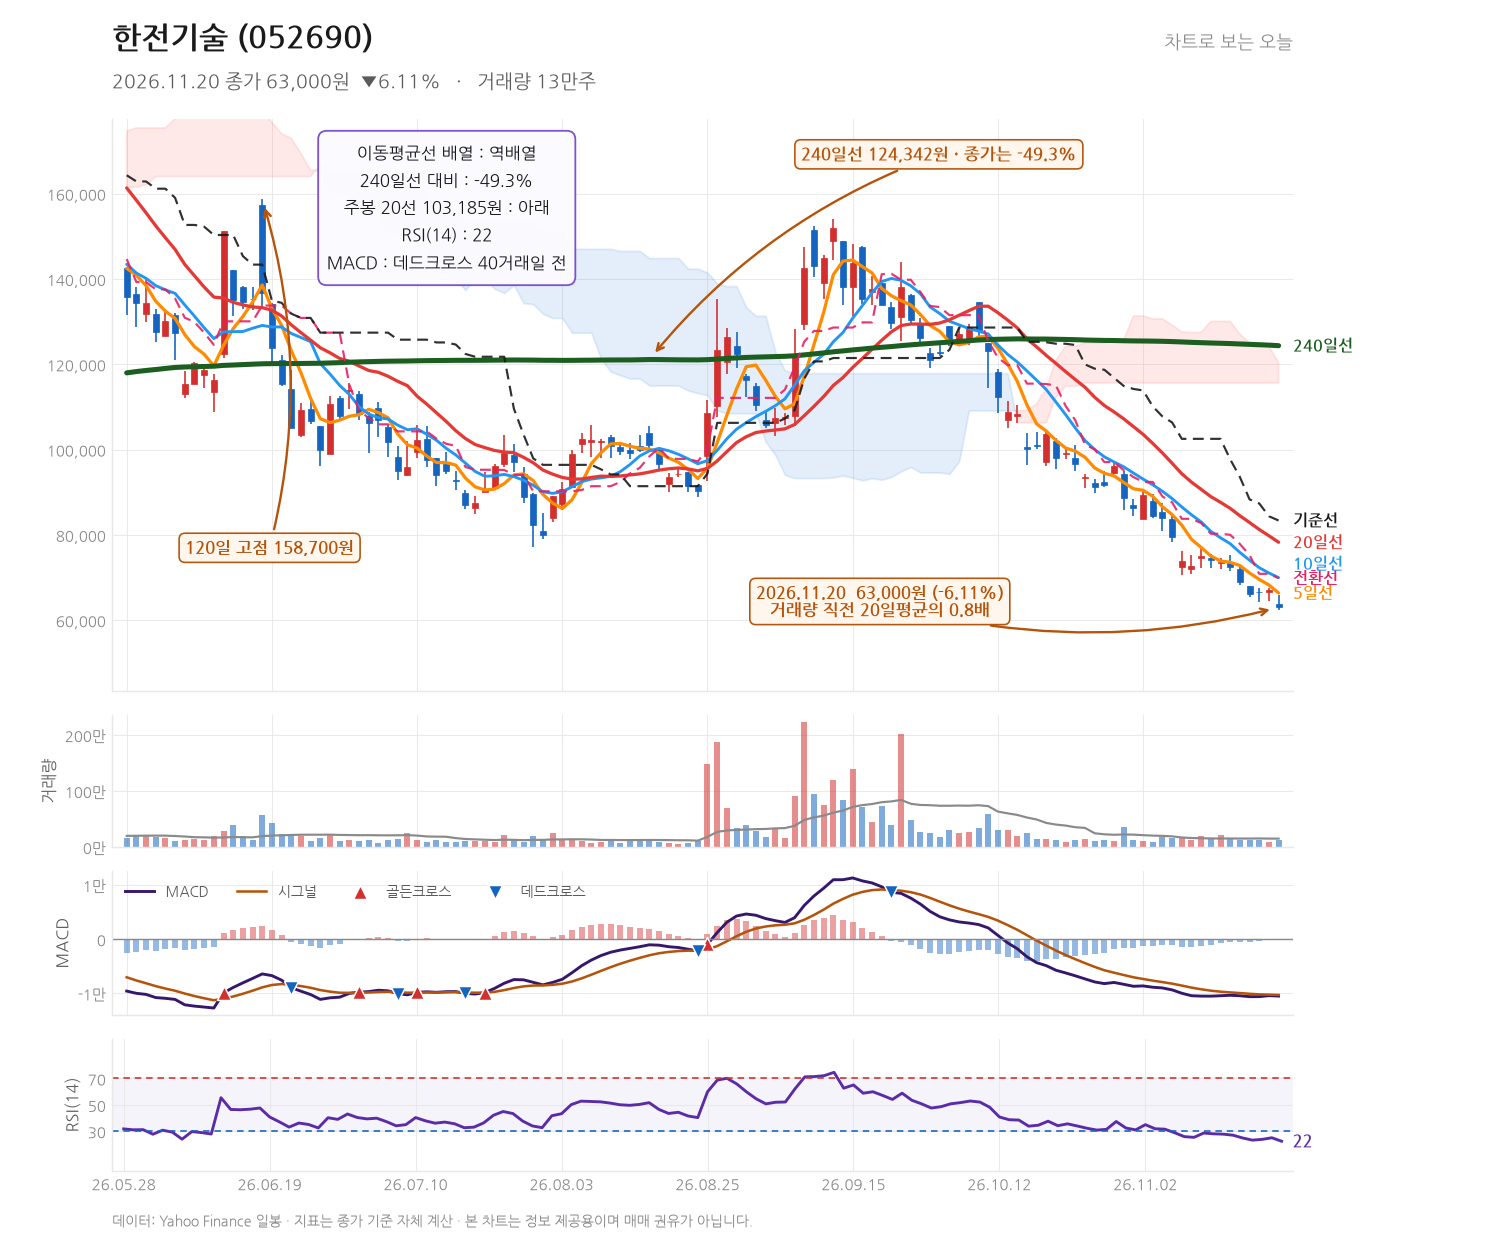 한전기술 (052690)
차트로 보는 오늘
2026.11.20 종가 63,000원 ▼6.11% · 거래량 13만주
이동평균선 배열 : 역배열
240일선 대비 : -49.3%
주봉 20선 103,185원 : 아래
RSI(14) : 22
MACD : 데드크로스 40거래일 전
240일선 124,342원 · 종가는 -49.3%
120일 고점 158,700원
2026.11.20 63,000원 (-6.11%)
거래량 직전 20일평균의 0.8배
160,000
140,000
120,000
100,000
80,000
60,000
240일선
기준선
20일선
10일선
전환선
5일선
거래량
200만
100만
0만
MACD
1만
0
-1만
MACD
시그널
골든크로스
데드크로스
RSI(14)
70
50
30
22
26.05.28
26.06.19
26.07.10
26.08.03
26.08.25
26.09.15
26.10.12
26.11.02
데이터: Yahoo Finance 일봉 · 지표는 종가 기준 자체 계산 · 본 차트는 정보 제공용이며 매매 권유가 아닙니다.